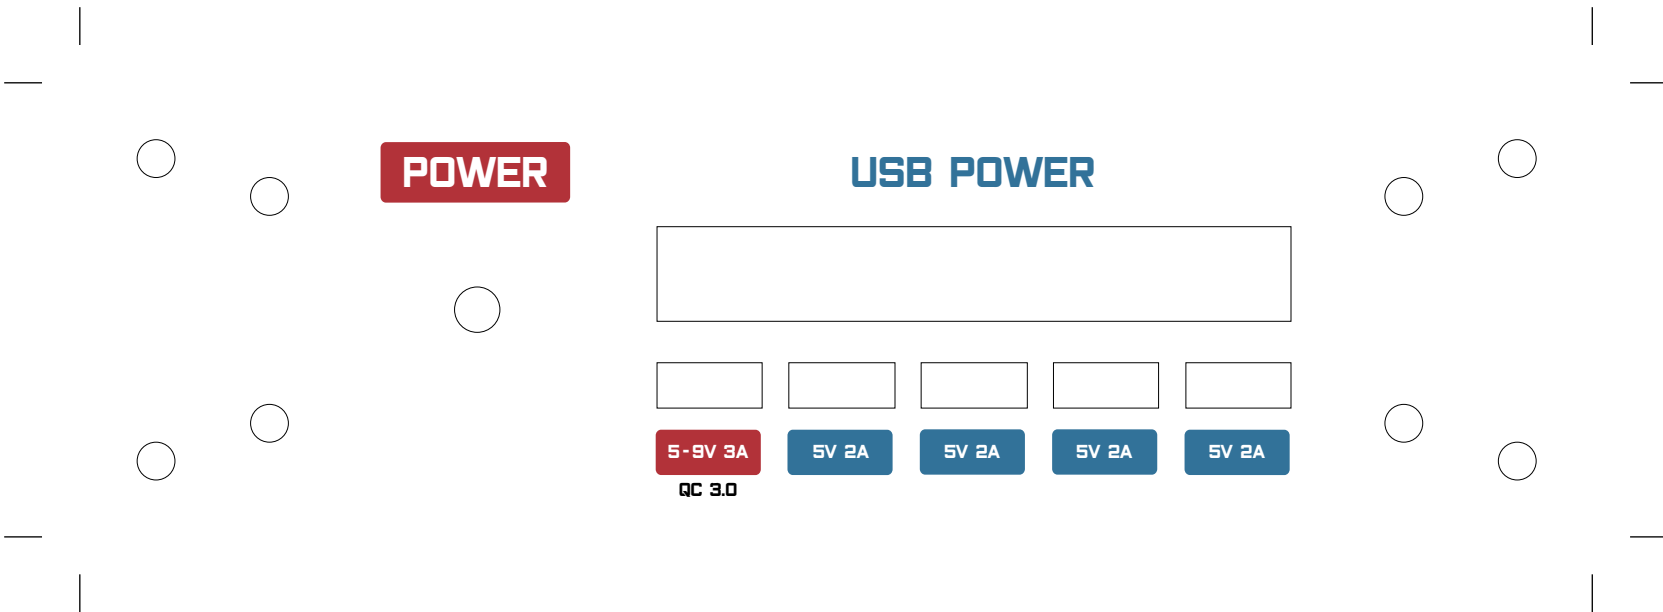 POWER
USB POWER
5-9V 3A
5V 2A
5V 2A
5V 2A
5V 2A
QC 3.0